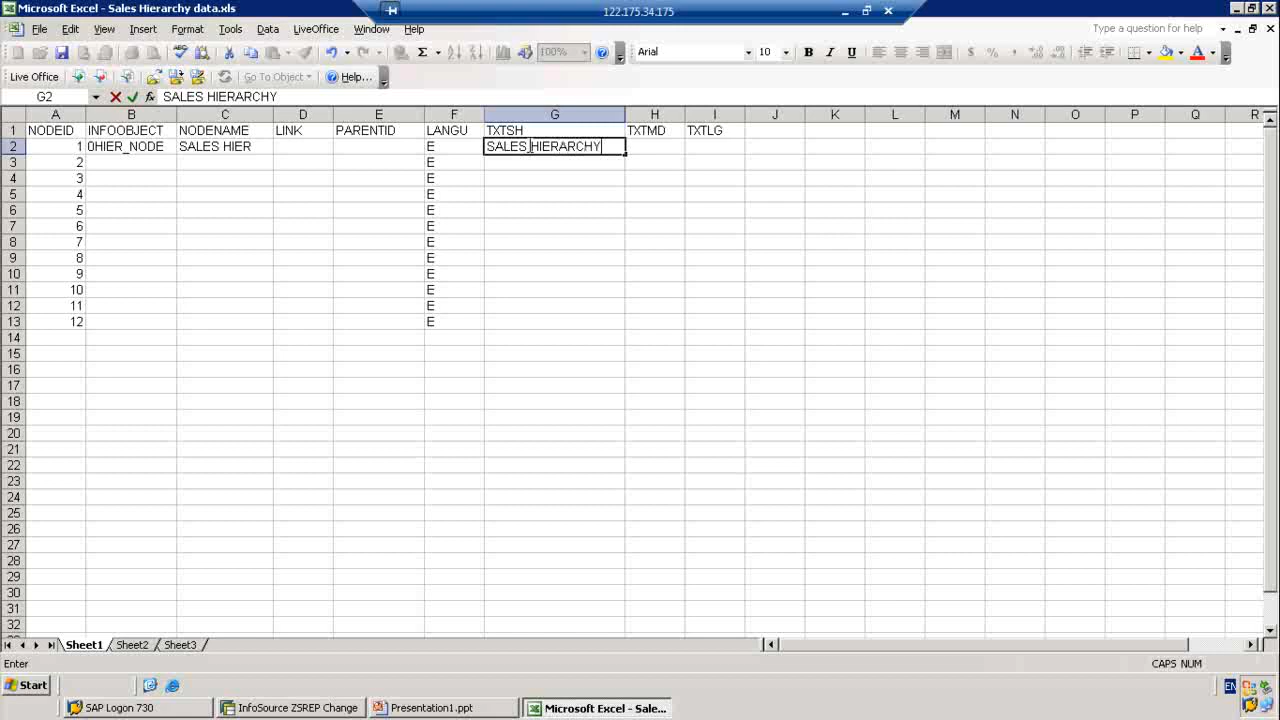 Microsoft Excel - Sales Hierarchy data.xls
122.175.34.175
File Edit View Insert Format Tools Data LiveOffice Window Help
Type a question for help
100%
Arial
10
B I U
$ %
Live Office
Go To Object
Help...
G2
fx
SALES HIERARCHY
A B C D E F G H I J K L M N O P Q R
1 NODEID INFOOBJECT NODENAME LINK PARENTID LANGU TXTSH TXTMD TXTLG
2 1 0HIER_NODE SALES HIER E SALES HIERARCHY
3 2 E
4 3 E
5 4 E
6 5 E
7 6 E
8 7 E
9 8 E
10 9 E
11 10 E
12 11 E
13 12 E
14
15
16
17
18
19
20
21
22
23
24
25
26
27
28
29
30
31
32
Sheet1 Sheet2 Sheet3
Enter
CAPS NUM
Start
EN
SAP Logon 730
InfoSource ZSREP Change
Presentation1.ppt
Microsoft Excel - Sale...